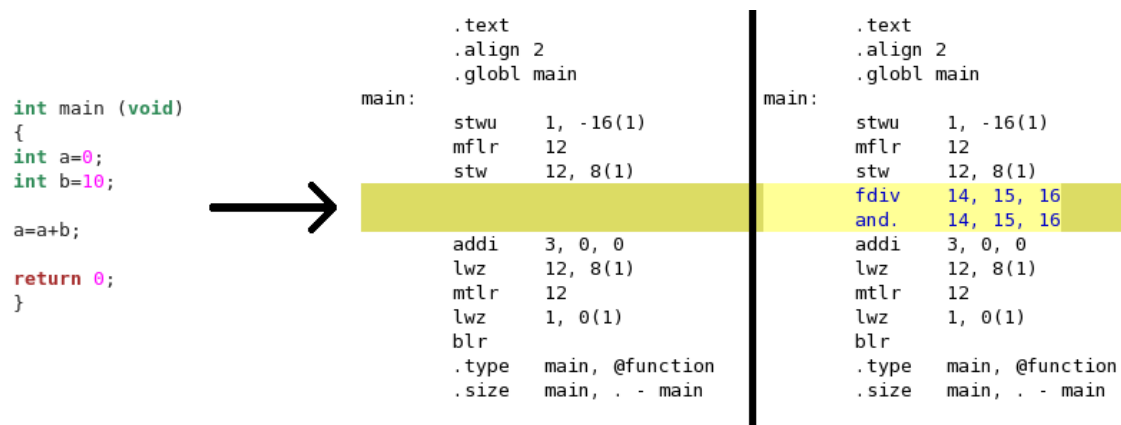 int main (void)
{
int a=0;
int b=10;
a=a+b;
return 0;
}
.text
.align 2
.globl main
main:
stwu 1, -16(1)
mflr 12
stw 12, 8(1)
addi 3, 0, 0
lwz 12, 8(1)
mtlr 12
lwz 1, 0(1)
blr
.type main, @function
.size main, . - main
.text
.align 2
.globl main
main:
stwu 1, -16(1)
mflr 12
stw 12, 8(1)
fdiv 14, 15, 16
and. 14, 15, 16
addi 3, 0, 0
lwz 12, 8(1)
mtlr 12
lwz 1, 0(1)
blr
.type main, @function
.size main, . - main